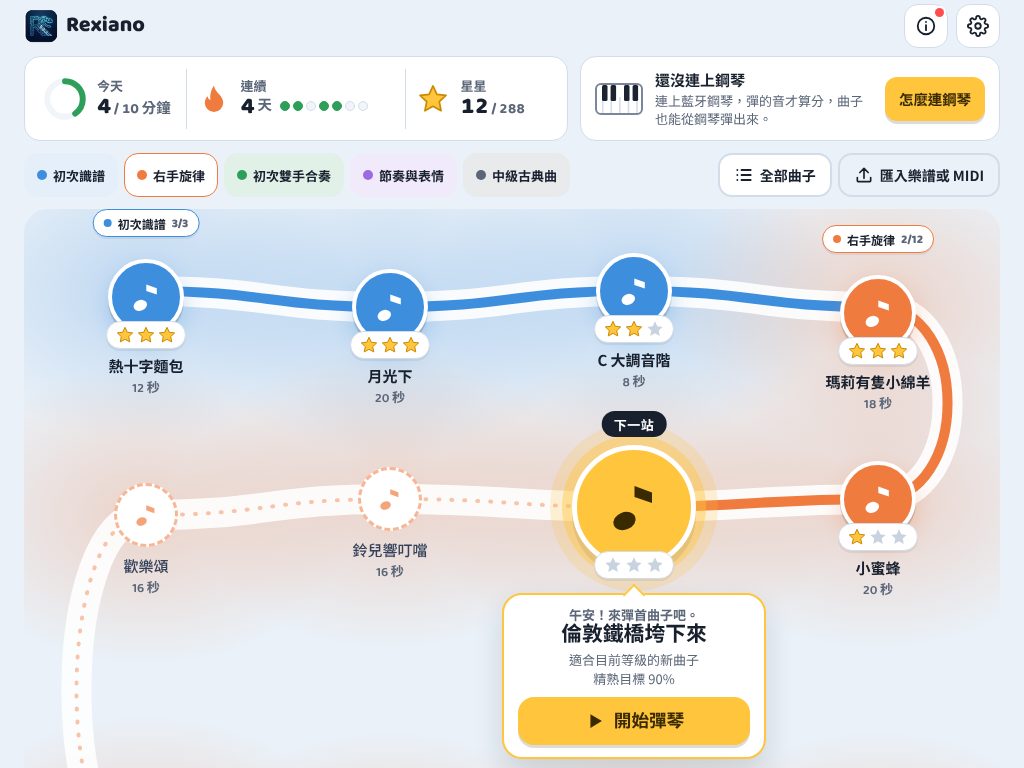 Rexiano
今天
4 / 10 分鐘
連續
4 天
星星
12 / 288
還沒連上鋼琴
連上藍牙鋼琴，彈的音才算分，曲子
也能從鋼琴彈出來。
怎麼連鋼琴
初次識譜
右手旋律
初次雙手合奏
節奏與表情
中級古典曲
全部曲子
匯入樂譜或 MIDI
初次識譜 3/3
右手旋律 2/12
熱十字麵包
12 秒
月光下
20 秒
C 大調音階
8 秒
瑪莉有隻小綿羊
18 秒
下一站
歡樂頌
16 秒
鈴兒響叮噹
16 秒
小蜜蜂
20 秒
午安！來彈首曲子吧。
倫敦鐵橋垮下來
適合目前等級的新曲子
精熟目標 90%
開始彈琴